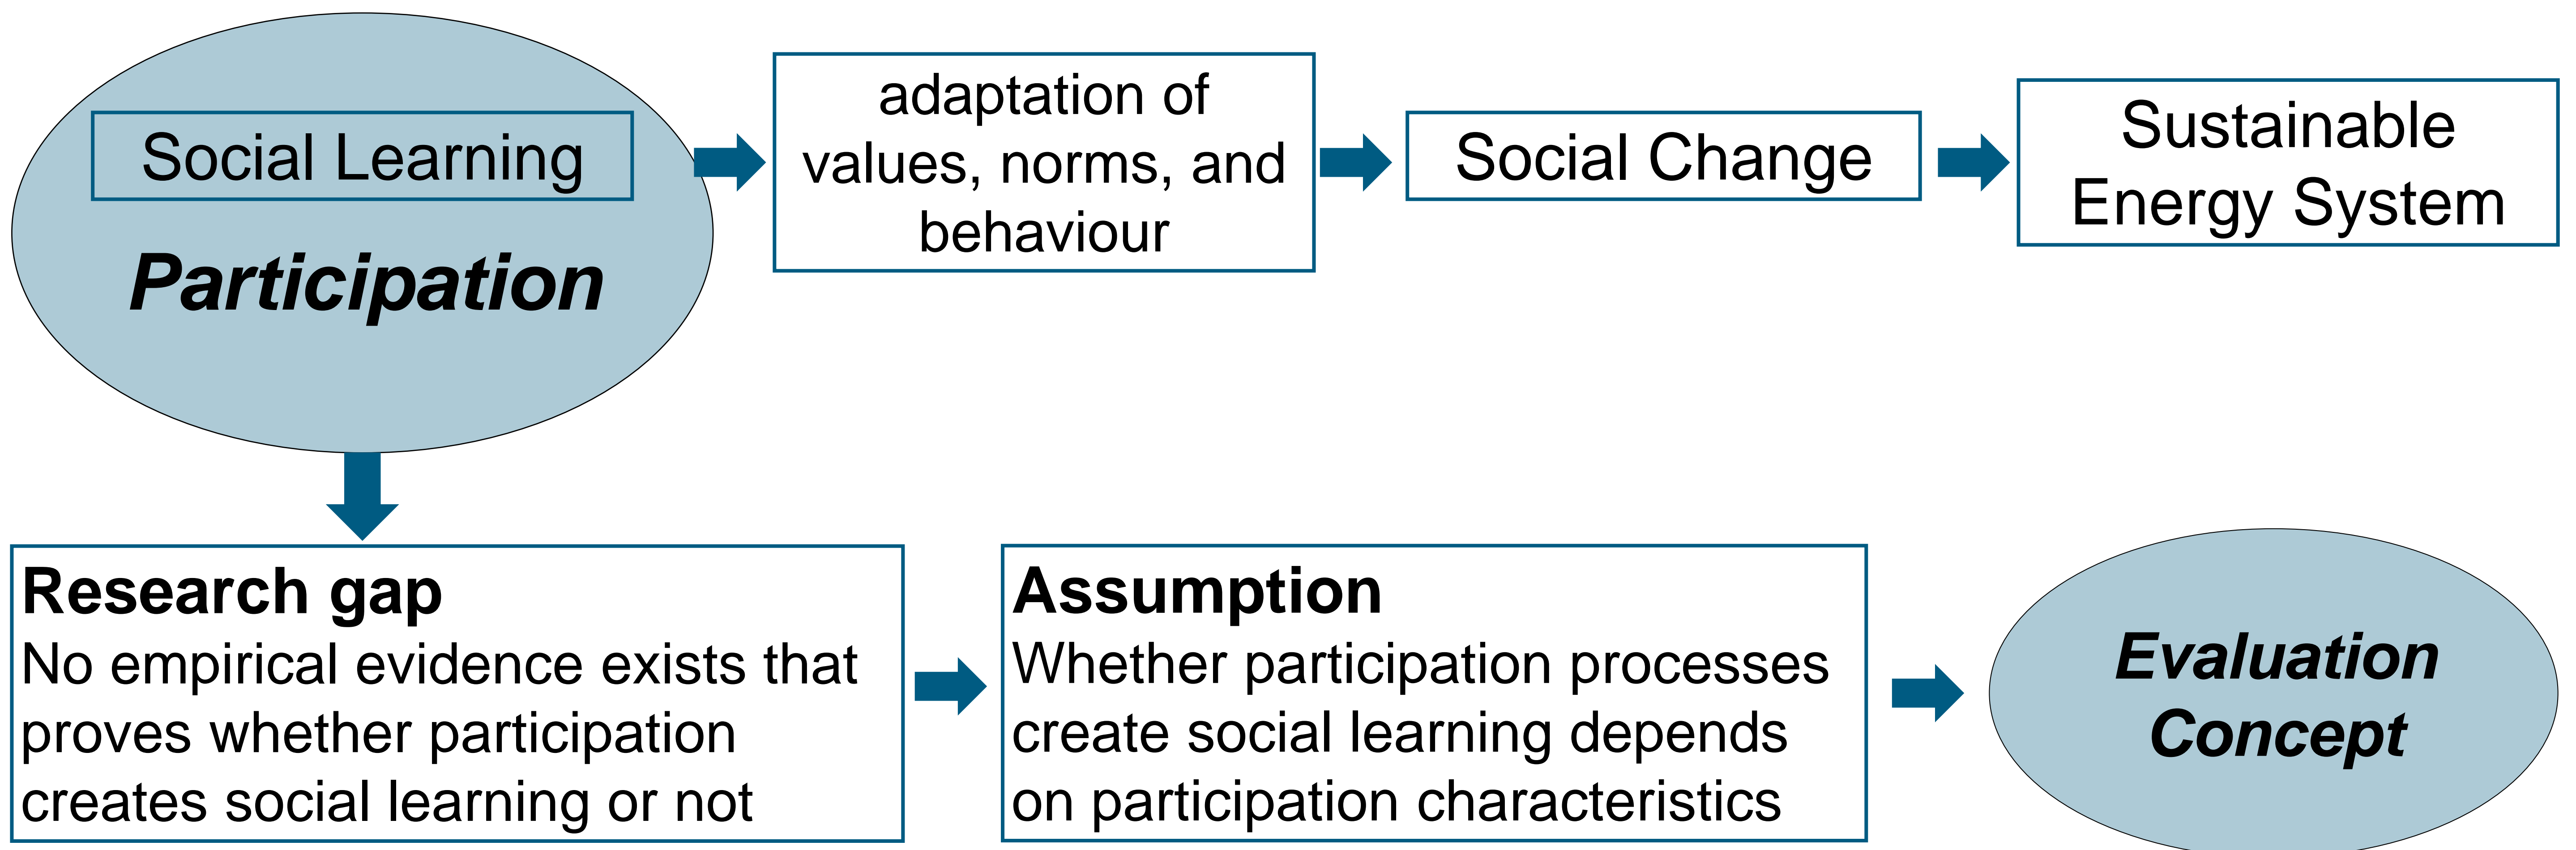 Social Learning
Participation
adaptation of
values, norms, and
behaviour
Social Change
Sustainable
Energy System
Research gap
No empirical evidence exists that
proves whether participation
creates social learning or not
Assumption
Whether participation processes
create social learning depends
on participation characteristics
Evaluation
Concept